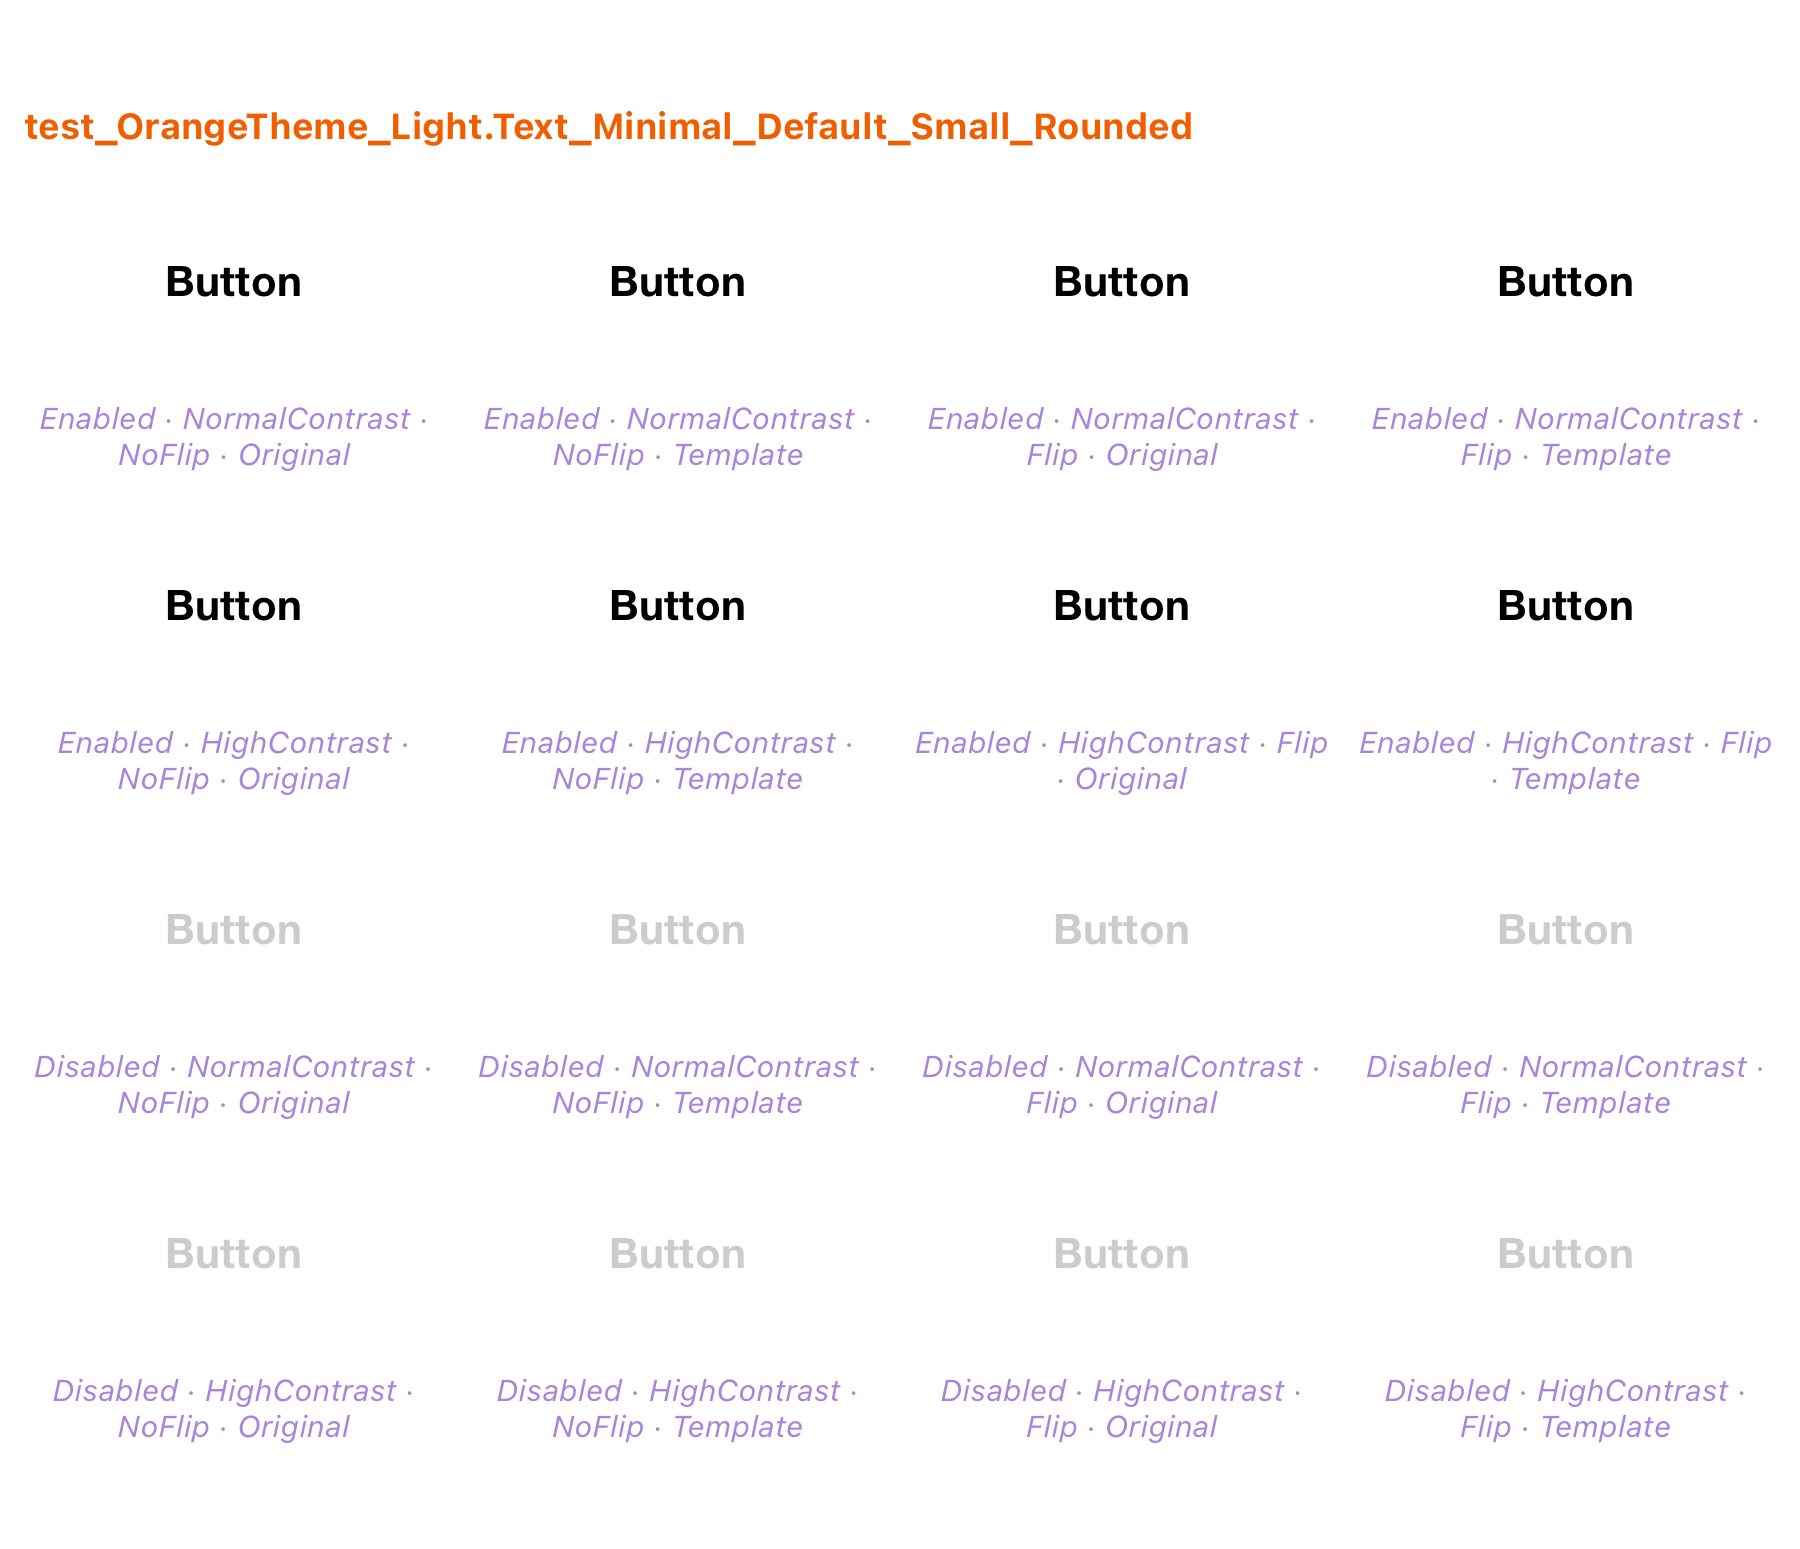 test_OrangeTheme_Light.Text_Minimal_Default_Small_Rounded
Button Button Button Button
Enabled · NormalContrast · Enabled · NormalContrast · Enabled · NormalContrast · Enabled · NormalContrast ·
NoFlip · Original NoFlip · Template Flip · Original Flip · Template
Button Button Button Button
Enabled · HighContrast · Enabled · HighContrast · Enabled · HighContrast · Flip Enabled · HighContrast · Flip
NoFlip · Original NoFlip · Template · Original · Template
Button Button Button Button
Disabled · NormalContrast · Disabled · NormalContrast · Disabled · NormalContrast · Disabled · NormalContrast ·
NoFlip · Original NoFlip · Template Flip · Original Flip · Template
Button Button Button Button
Disabled · HighContrast · Disabled · HighContrast · Disabled · HighContrast · Disabled · HighContrast ·
NoFlip · Original NoFlip · Template Flip · Original Flip · Template